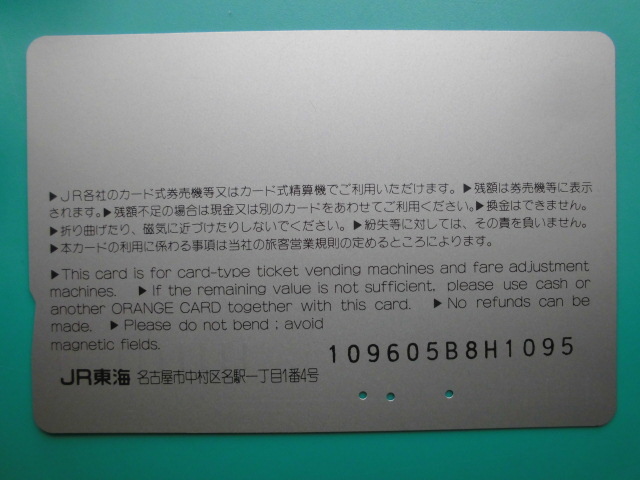 ▶JR各社のカード式券売機等又はカード式精算機でご利用いただけます。▶残額は券売機等に表示
されます。▶残額不足の場合は現金又は別のカードをあわせてご利用ください。▶換金はできません。
▶折り曲げたり、磁気に近づけたりしないでください。▶紛失等に対しては、その責を負いません。
▶本カードの利用に係わる事項は当社の旅客営業規則の定めるところによります。
▶This card is for card-type ticket vending machines and fare adjustment
machines. ▶If the remaining value is not sufficient, please use cash or
another ORANGE CARD together with this card. ▶No refunds can be
made. ▶Please do not bend ; avoid
magnetic fields.
109605B8H1095
JR東海 名古屋市中村区名駅一丁目1番4号